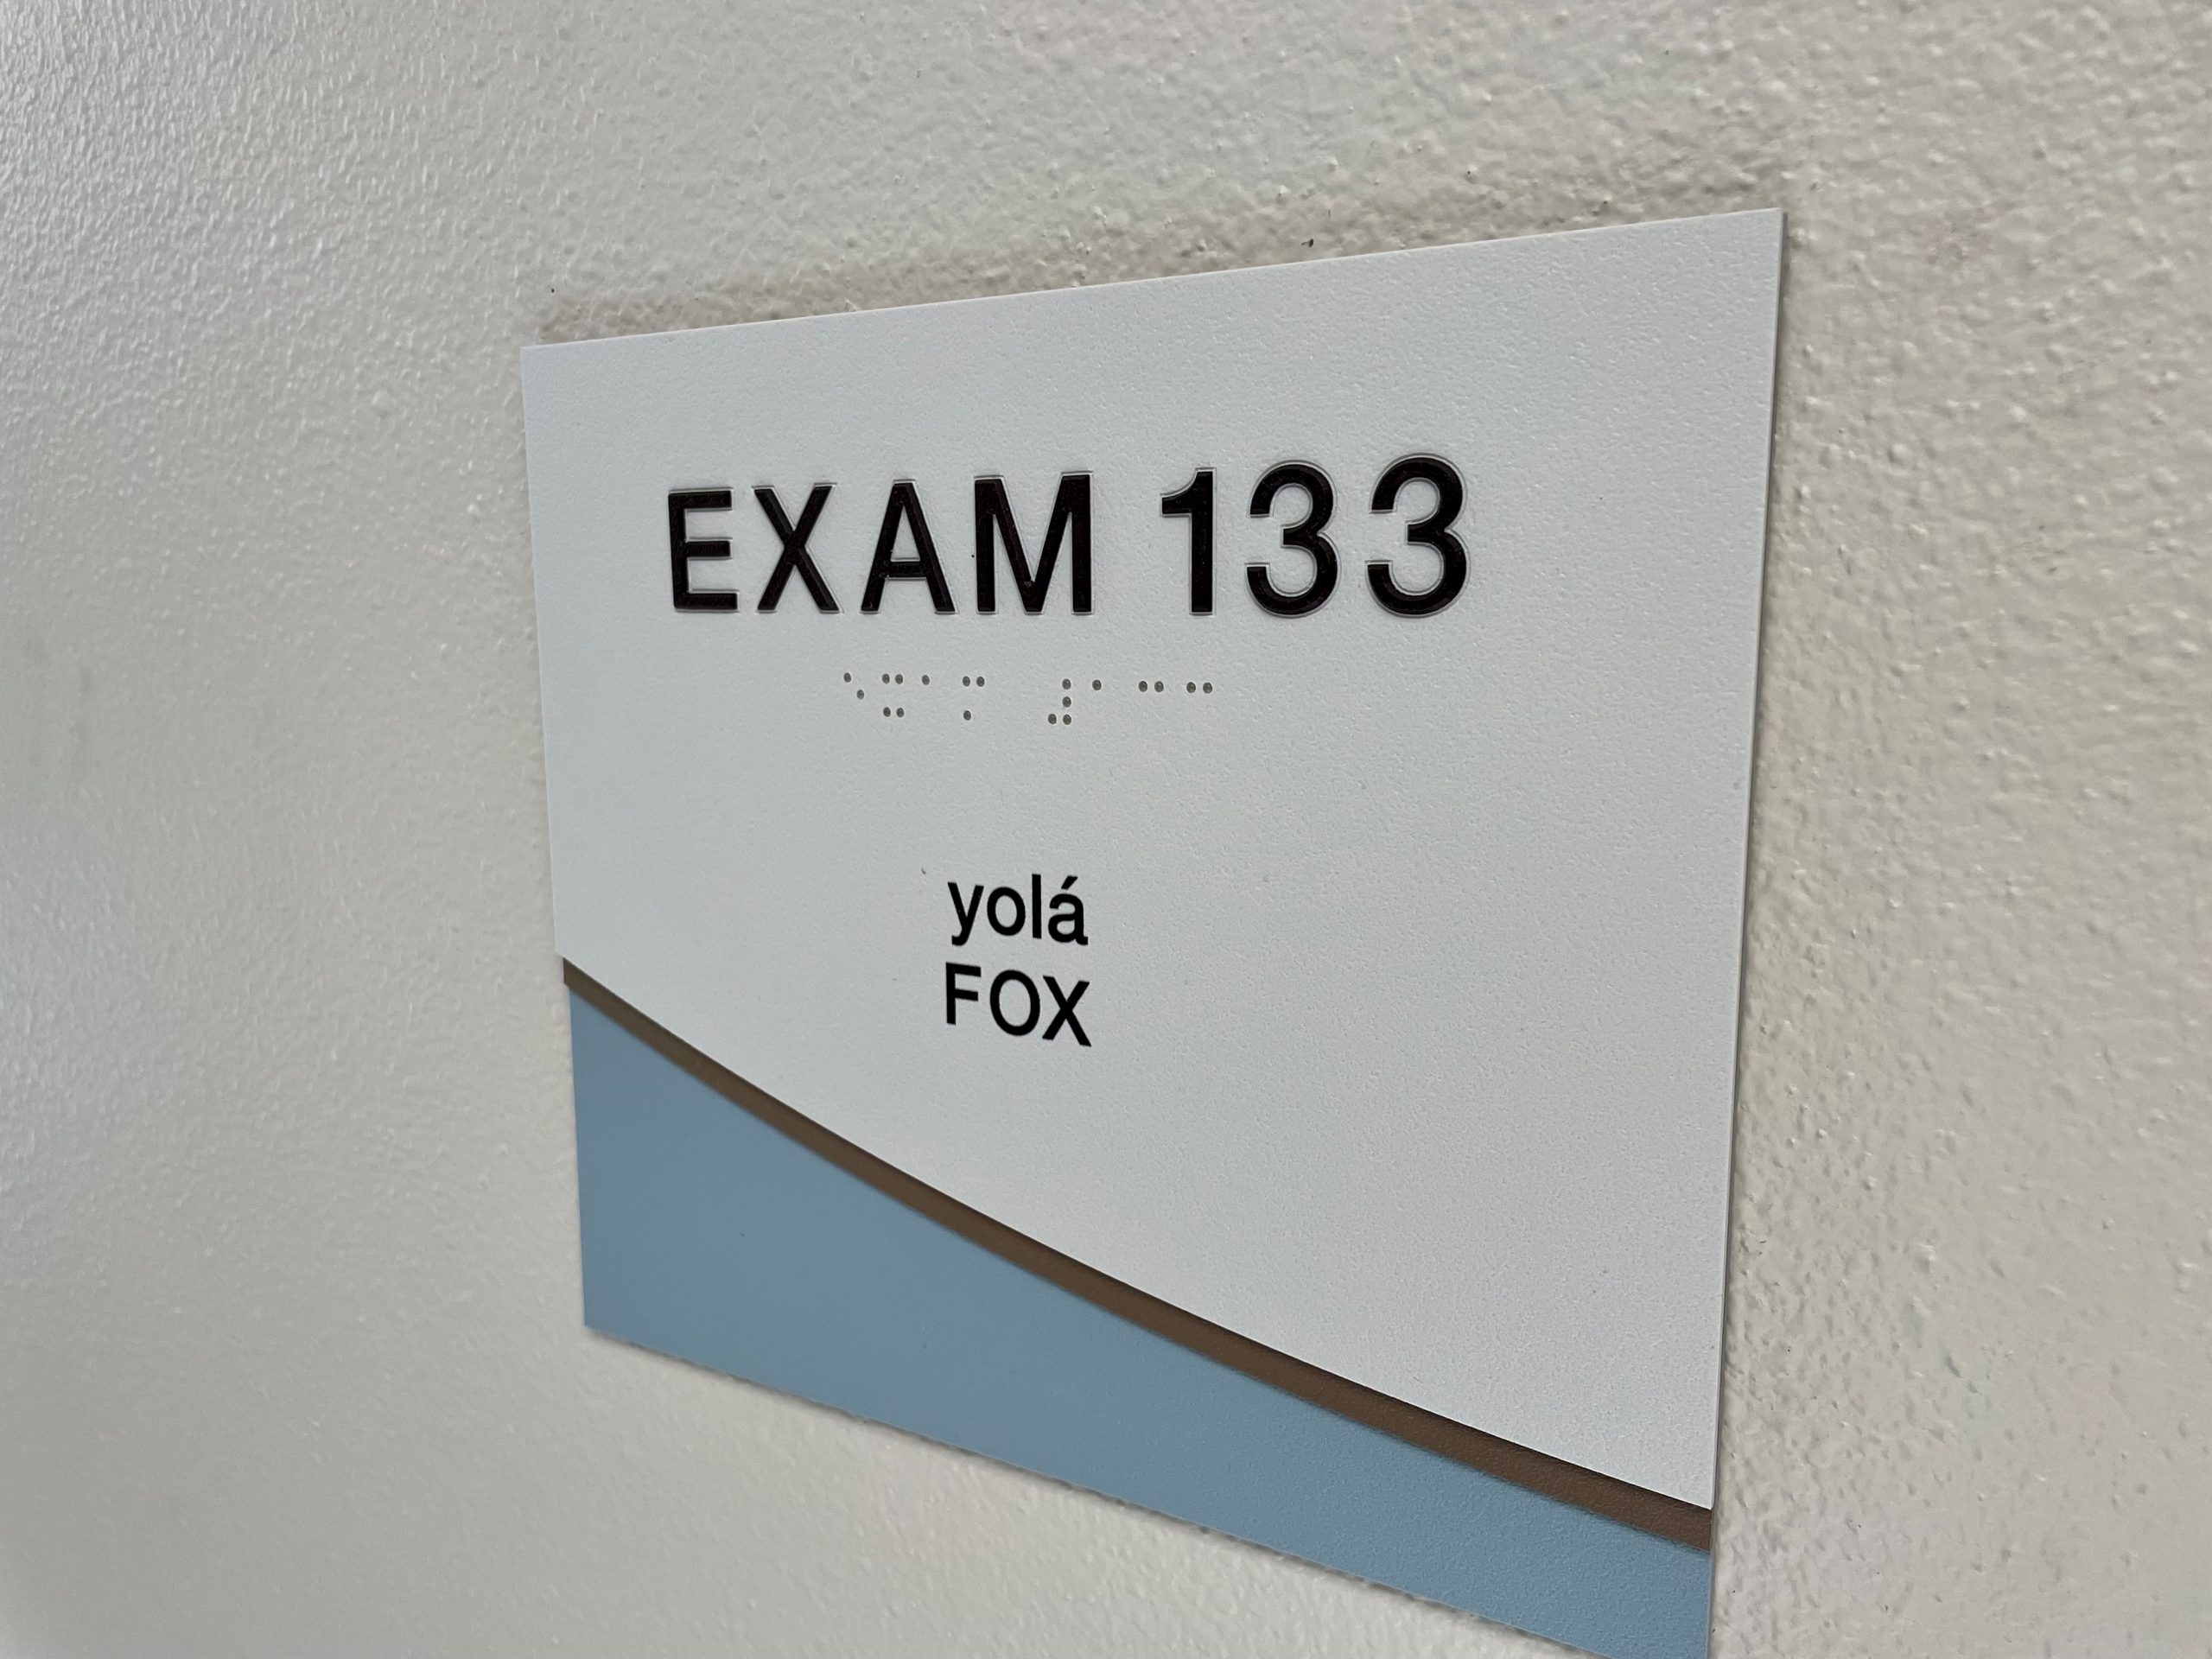 EXAM 133
⠑⠭⠁⠍ ⠼⠁⠉⠉
yolá
FOX